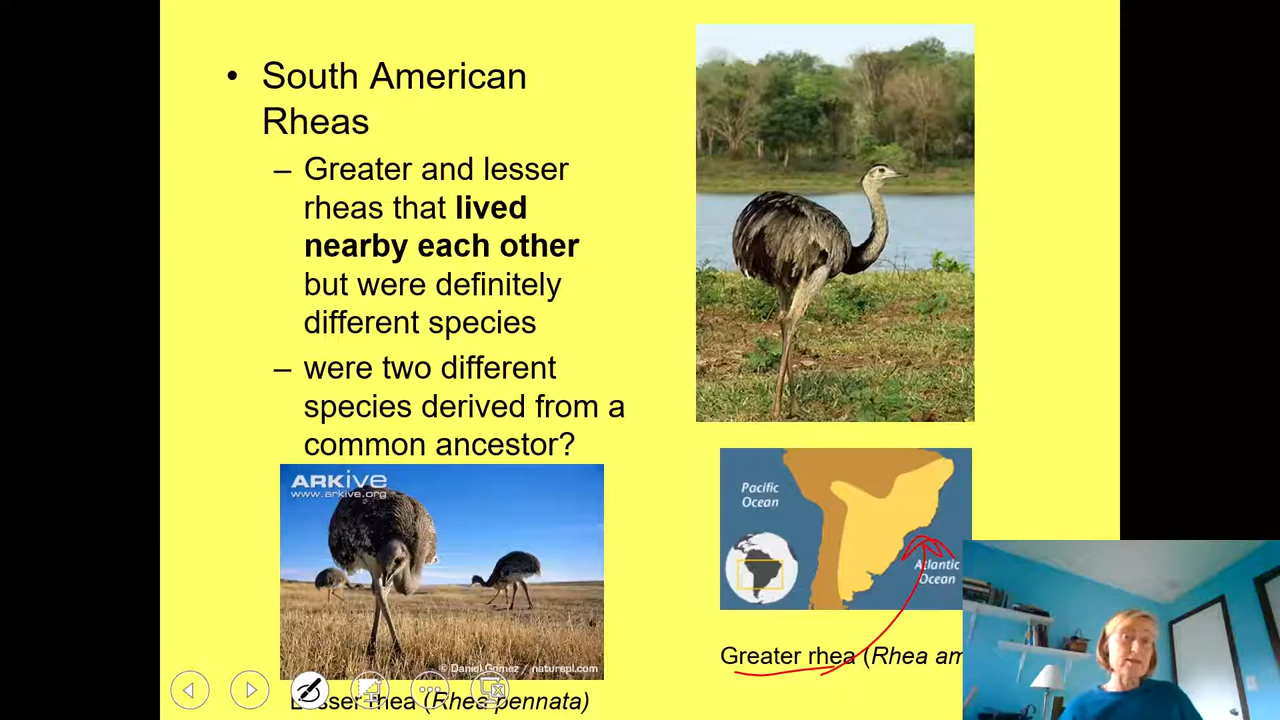 • South American
Rheas
– Greater and lesser
rheas that lived
nearby each other
but were definitely
different species
– were two different
species derived from a
common ancestor?
ARKIVE
www.arkive.org
© Daniel Gomez / naturepl.com
rhea (Rhea pennata)
Pacific
Ocean
Atlantic
Ocean
Greater rhea (Rhea am